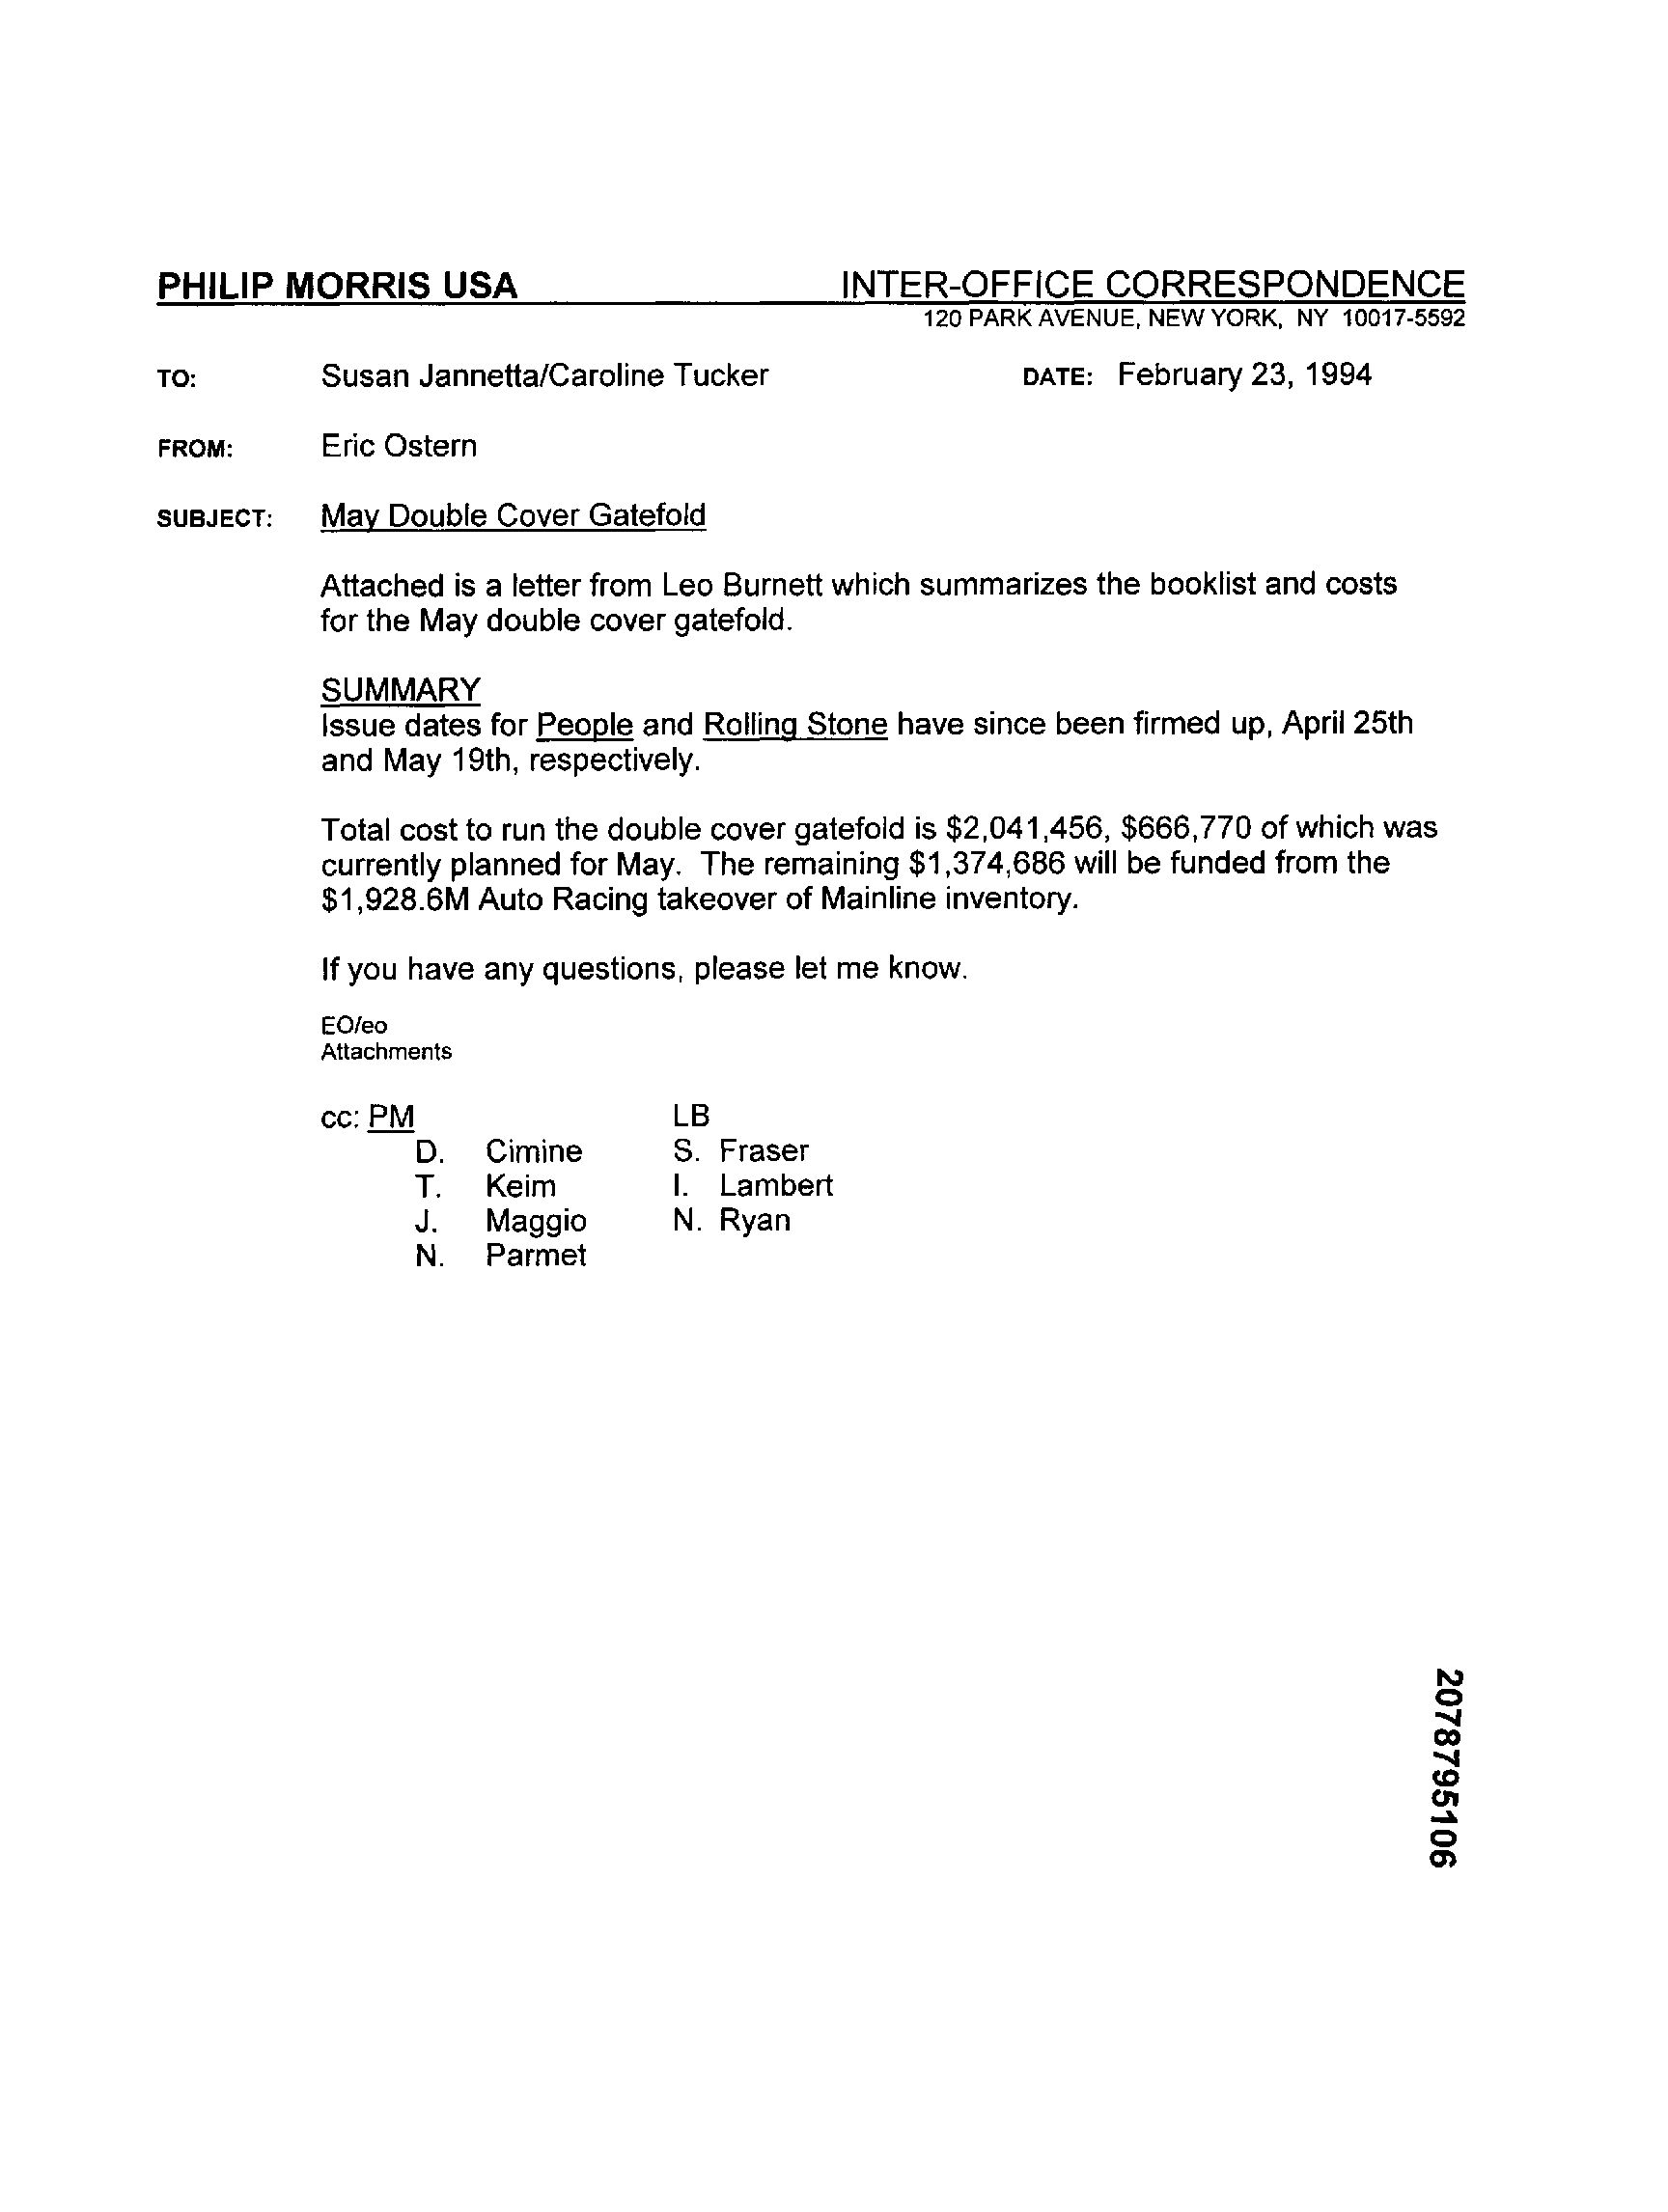 PHILIP MORRIS USA INTER-OFFICE CORRESPONDENCE
120 PARK AVENUE, NEW YORK, NY 10017-5592
TO: Susan Jannetta/Caroline Tucker DATE: February 23, 1994
FROM: Eric Ostern
SUBJECT: May Double Cover Gatefold
Attached is a letter from Leo Burnett which summarizes the booklist and costs
for the May double cover gatefold.
SUMMARY
Issue dates for People and Rolling Stone have since been firmed up, April 25th
and May 19th, respectively.
Total cost to run the double cover gatefold is $2,041,456, $666,770 of which was
currently planned for May. The remaining $1,374,686 will be funded from the
$1,928.6M Auto Racing takeover of Mainline inventory.
If you have any questions, please let me know.
EO/eo
Attachments
cc: PM LB
D. Cimine S. Fraser
T. Keim I. Lambert
J. Maggio N. Ryan
N. Parmet
2078795106